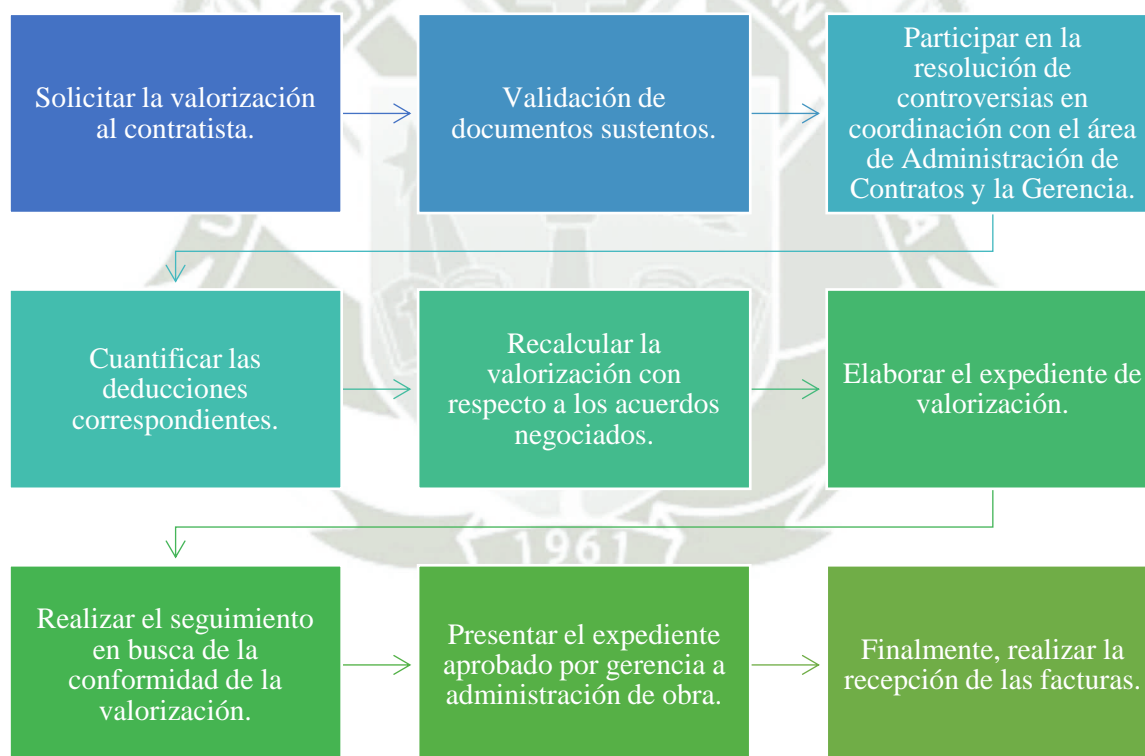 Solicitar la valorización
al contratista.
Validación de
documentos sustentos.
Participar en la
resolución de
controversias en
coordinación con el área
de Administración de
Contratos y la Gerencia.
Cuantificar las
deducciones
correspondientes.
Recalcular la
valorización con
respecto a los acuerdos
negociados.
Elaborar el expediente de
valorización.
1961
Realizar el seguimiento
en busca de la
conformidad de la
valorización.
Presentar el expediente
aprobado por gerencia a
administración de obra.
Finalmente, realizar la
recepción de las facturas.